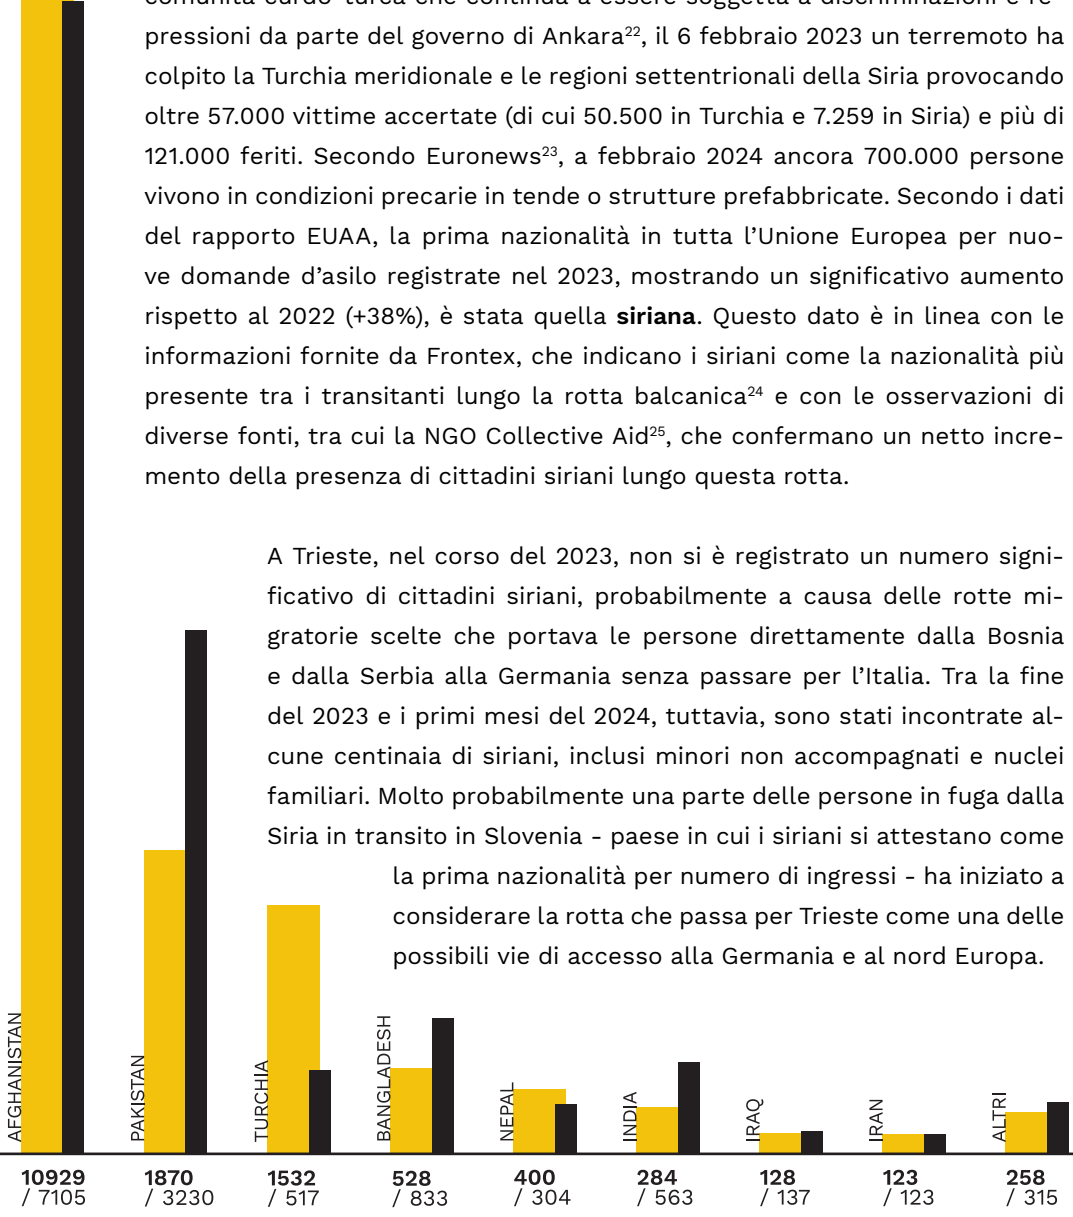 comunità curdo-turca che continua a essere soggetta a discriminazioni e re-
pressioni da parte del governo di Ankara²², il 6 febbraio 2023 un terremoto ha
colpito la Turchia meridionale e le regioni settentrionali della Siria provocando
oltre 57.000 vittime accertate (di cui 50.500 in Turchia e 7.259 in Siria) e più di
121.000 feriti. Secondo Euronews²³, a febbraio 2024 ancora 700.000 persone
vivono in condizioni precarie in tende o strutture prefabbricate. Secondo i dati
del rapporto EUAA, la prima nazionalità in tutta l’Unione Europea per nuo-
ve domande d’asilo registrate nel 2023, mostrando un significativo aumento
rispetto al 2022 (+38%), è stata quella siriana. Questo dato è in linea con le
informazioni fornite da Frontex, che indicano i siriani come la nazionalità più
presente tra i transitanti lungo la rotta balcanica²⁴ e con le osservazioni di
diverse fonti, tra cui la NGO Collective Aid²⁵, che confermano un netto incre-
mento della presenza di cittadini siriani lungo questa rotta.
A Trieste, nel corso del 2023, non si è registrato un numero signi-
ficativo di cittadini siriani, probabilmente a causa delle rotte mi-
gratorie scelte che portava le persone direttamente dalla Bosnia
e dalla Serbia alla Germania senza passare per l’Italia. Tra la fine
del 2023 e i primi mesi del 2024, tuttavia, sono stati incontrate al-
cune centinaia di siriani, inclusi minori non accompagnati e nuclei
familiari. Molto probabilmente una parte delle persone in fuga dalla
Siria in transito in Slovenia - paese in cui i siriani si attestano come
la prima nazionalità per numero di ingressi - ha iniziato a
considerare la rotta che passa per Trieste come una delle
possibili vie di accesso alla Germania e al nord Europa.
AFGHANISTAN
10929
/ 7105
PAKISTAN
1870
/ 3230
TURCHIA
1532
/ 517
BANGLADESH
528
/ 833
NEPAL
400
/ 304
INDIA
284
/ 563
IRAQ
128
/ 137
IRAN
123
/ 123
ALTRI
258
/ 315